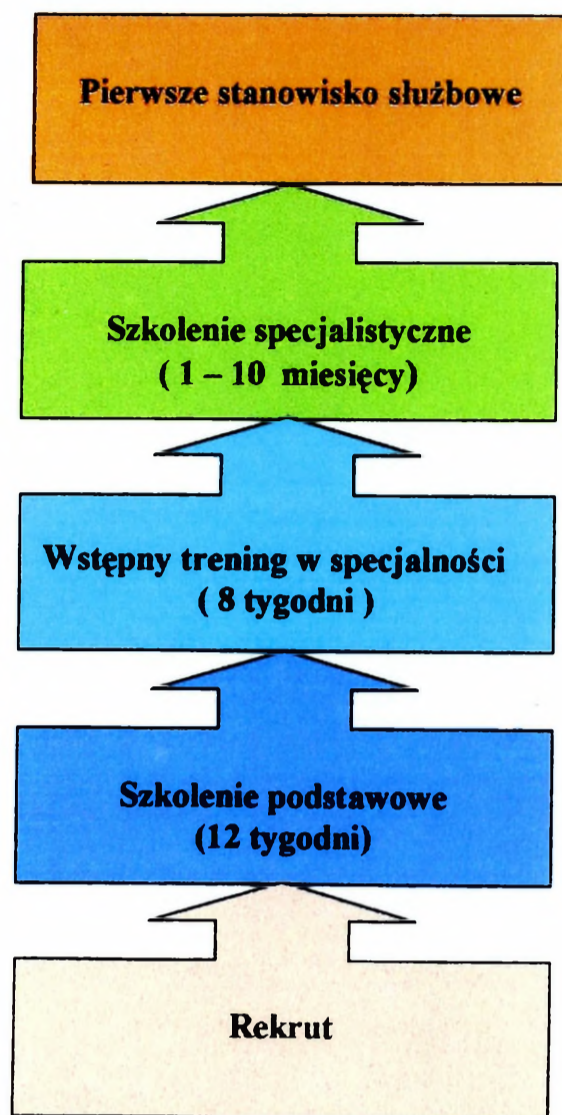 Pierwsze stanowisko służbowe
Szkolenie specjalistyczne
( 1 – 10 miesięcy)
Wstępny trening w specjalności
( 8 tygodni )
Szkolenie podstawowe
(12 tygodni)
Rekrut